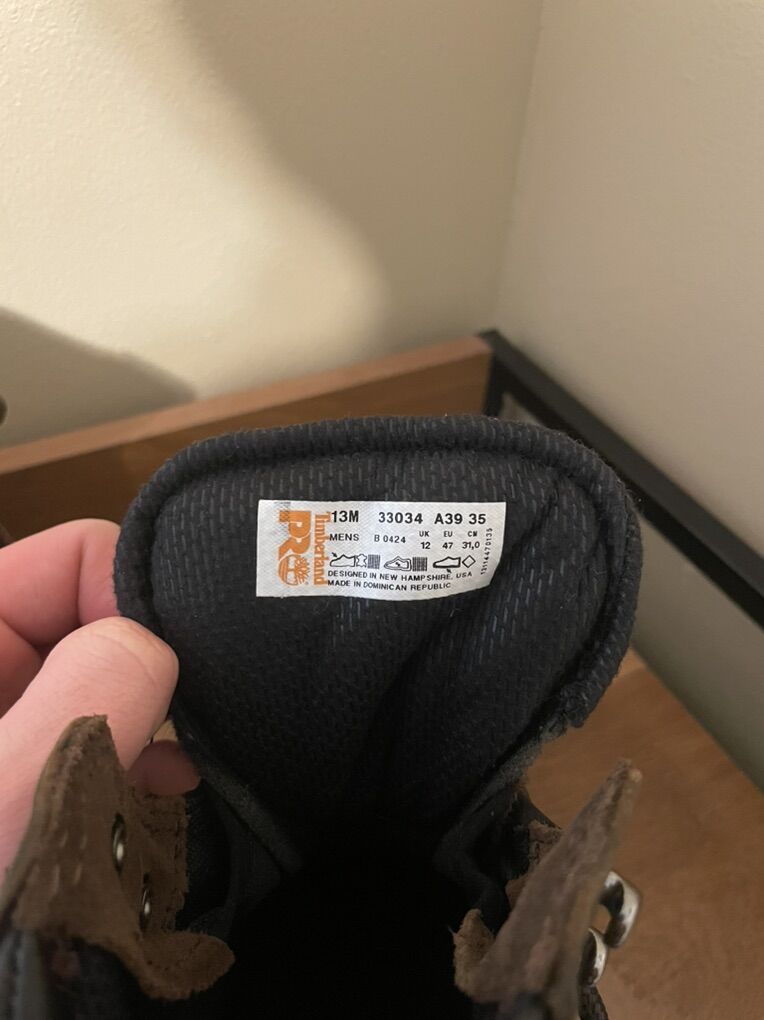 Timberland
PRO
13M 33034 A39 35
MENS B 0424 UK EU CM
12 47 31,0
DESIGNED IN NEW HAMPSHIRE, USA
MADE IN DOMINICAN REPUBLIC
13114470135